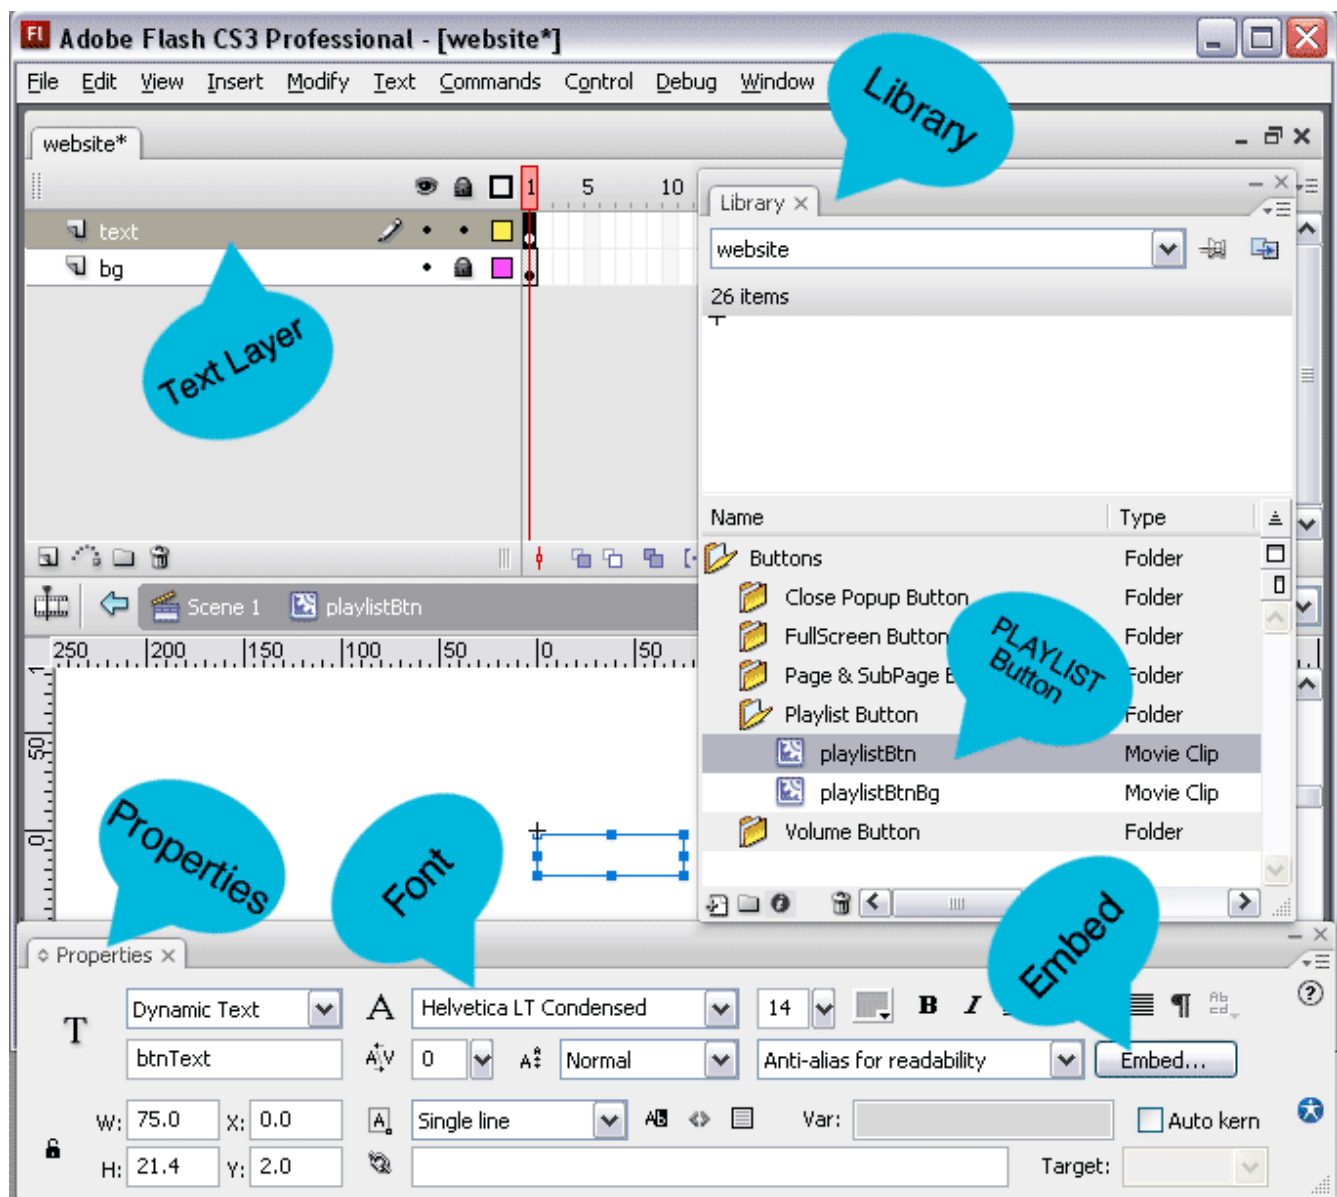 Fl Adobe Flash CS3 Professional - [website*]
File Edit View Insert Modify Text Commands Control Debug Window
Library
website*
1 5 10
Library
text
website
bg
26 items
Text Layer
Name Type
Buttons Folder
Close Popup Button Folder
Scene 1 playlistBtn
FullScreen Button Folder
PLAYLIST
Button
250 200 150 100 50 0 50
Page & SubPage B Folder
Playlist Button Folder
50
playlistBtn Movie Clip
playlistBtnBg Movie Clip
Properties
Font
0
Volume Button Folder
Embed
Properties
T Dynamic Text A Helvetica LT Condensed 14 B I
btnText A V 0 Normal Anti-alias for readability Embed...
W: 75.0 X: 0.0 Single line Var: Auto kern
H: 21.4 Y: 2.0 Target: